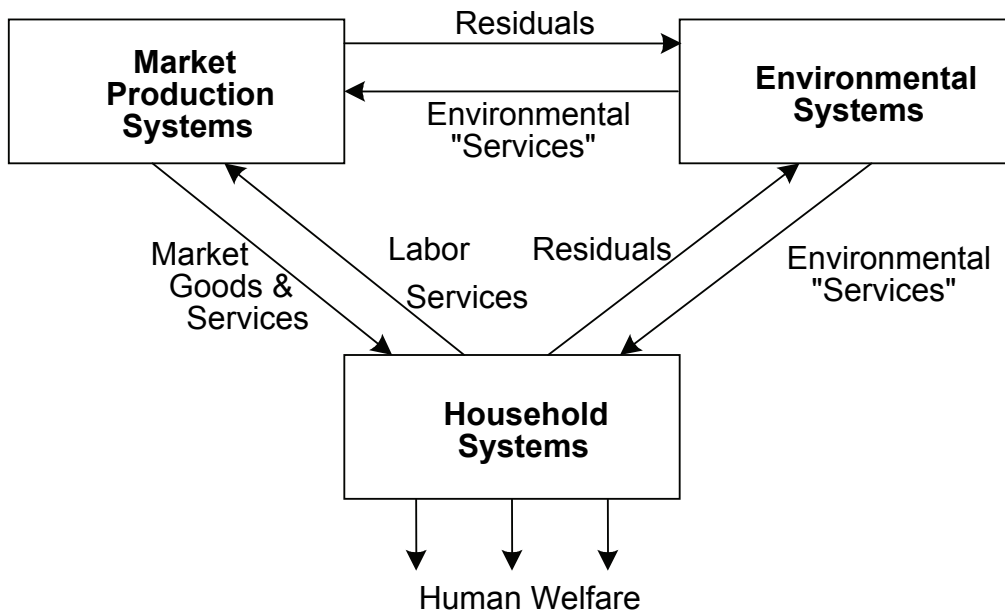 Residuals
Market
Production
Systems
Environmental
Systems
Environmental
"Services"
Market
Goods &
Services
Labor
Services
Residuals
Environmental
"Services"
Household
Systems
Human Welfare